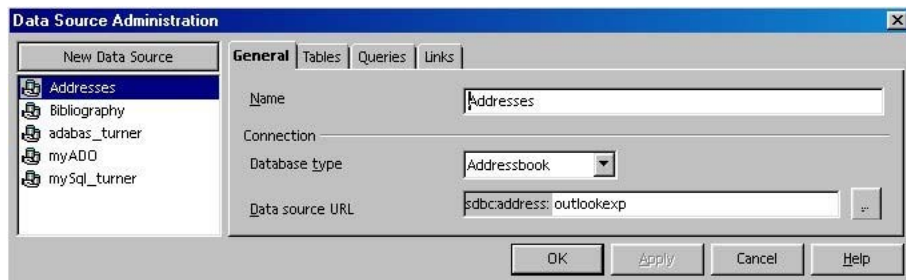 Data Source Administration
New Data Source
General Tables Queries Links
Addresses
Bibliography
adabas_turner
myADO
mySql_turner
Name Addresses
Connection
Database type Addressbook
Data source URL sdbc:address: outlookexp ...
OK Apply Cancel Help